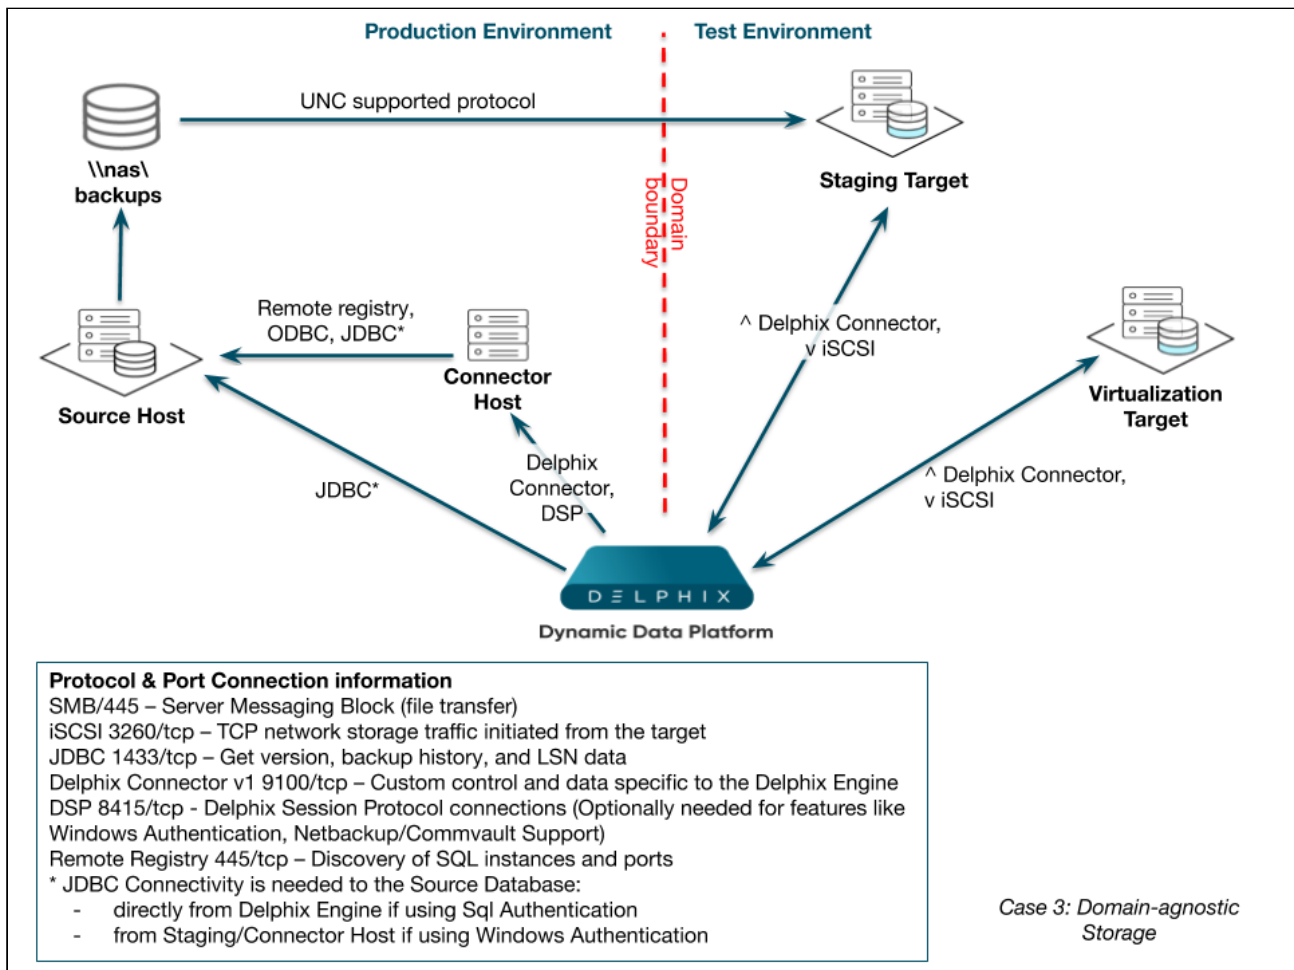 Production Environment
Test Environment
UNC supported protocol
\\nas\
backups
Staging Target
Domain
boundary
Remote registry,
ODBC, JDBC*
^ Delphix Connector,
v iSCSI
Connector
Host
Source Host
Virtualization
Target
Delphix
Connector,
DSP
JDBC*
^ Delphix Connector,
v iSCSI
DELPHIX
Dynamic Data Platform
Protocol & Port Connection information
SMB/445 – Server Messaging Block (file transfer)
iSCSI 3260/tcp – TCP network storage traffic initiated from the target
JDBC 1433/tcp – Get version, backup history, and LSN data
Delphix Connector v1 9100/tcp – Custom control and data specific to the Delphix Engine
DSP 8415/tcp - Delphix Session Protocol connections (Optionally needed for features like
Windows Authentication, Netbackup/Commvault Support)
Remote Registry 445/tcp – Discovery of SQL instances and ports
* JDBC Connectivity is needed to the Source Database:
- directly from Delphix Engine if using Sql Authentication
- from Staging/Connector Host if using Windows Authentication
Case 3: Domain-agnostic
Storage